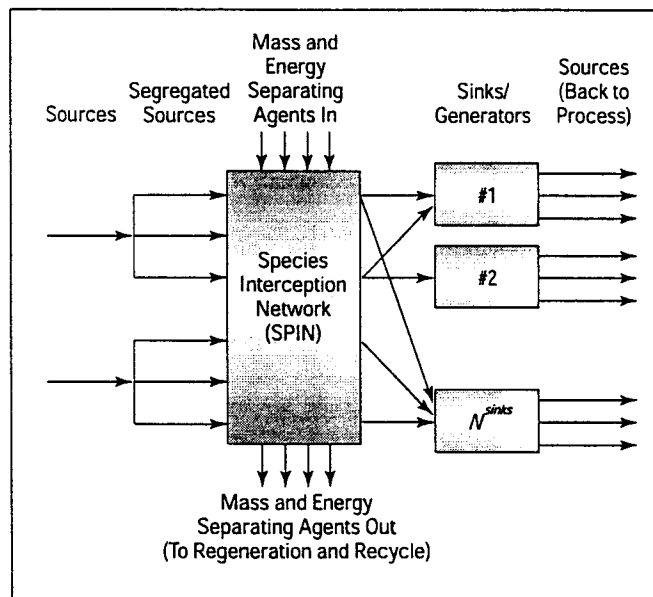 Sources
Segregated
Sources
Mass and
Energy
Separating
Agents In
Sinks/
Generators
Sources
(Back to
Process)
Species
Interception
Network
(SPIN)
#1
#2
N^sinks
Mass and Energy
Separating Agents Out
(To Regeneration and Recycle)